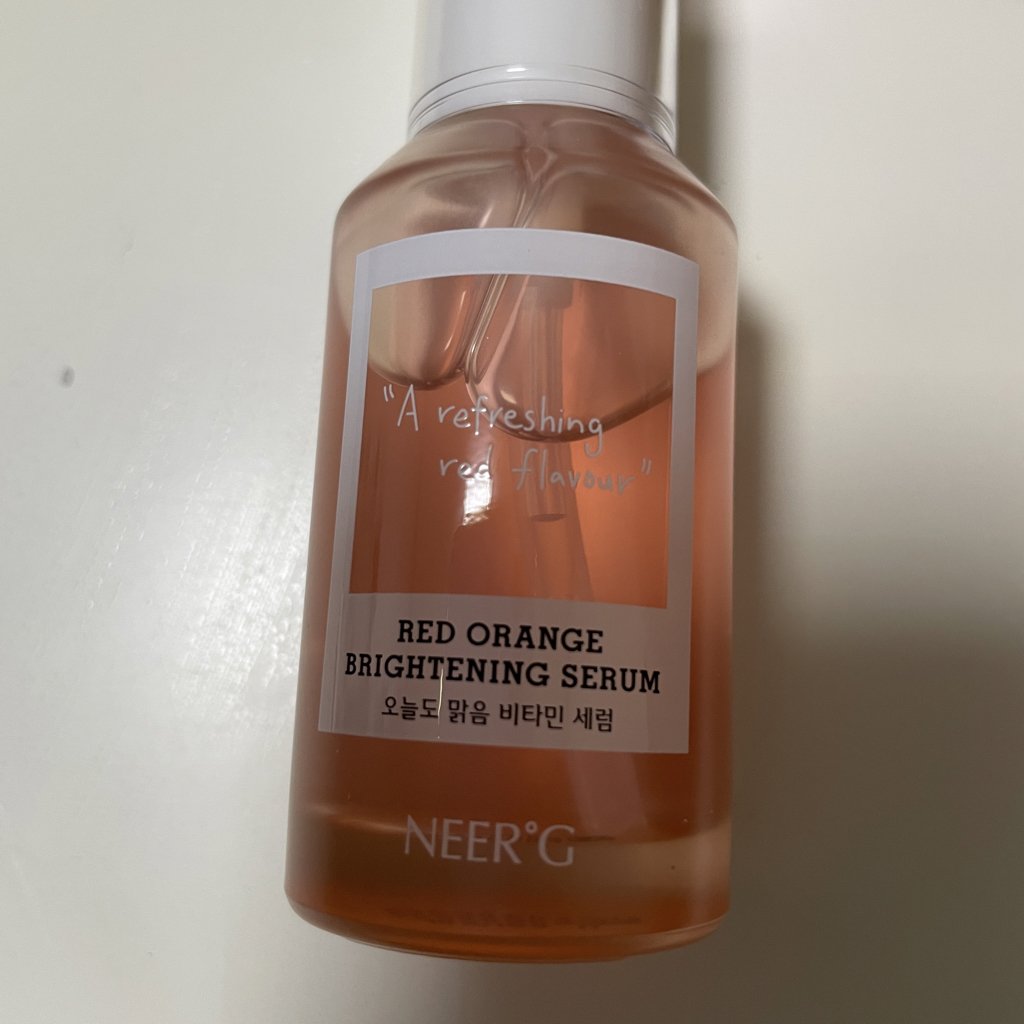 "A refreshing
red flavour"
RED ORANGE
BRIGHTENING SERUM
오늘도 맑음 비타민 세럼
NEER°G